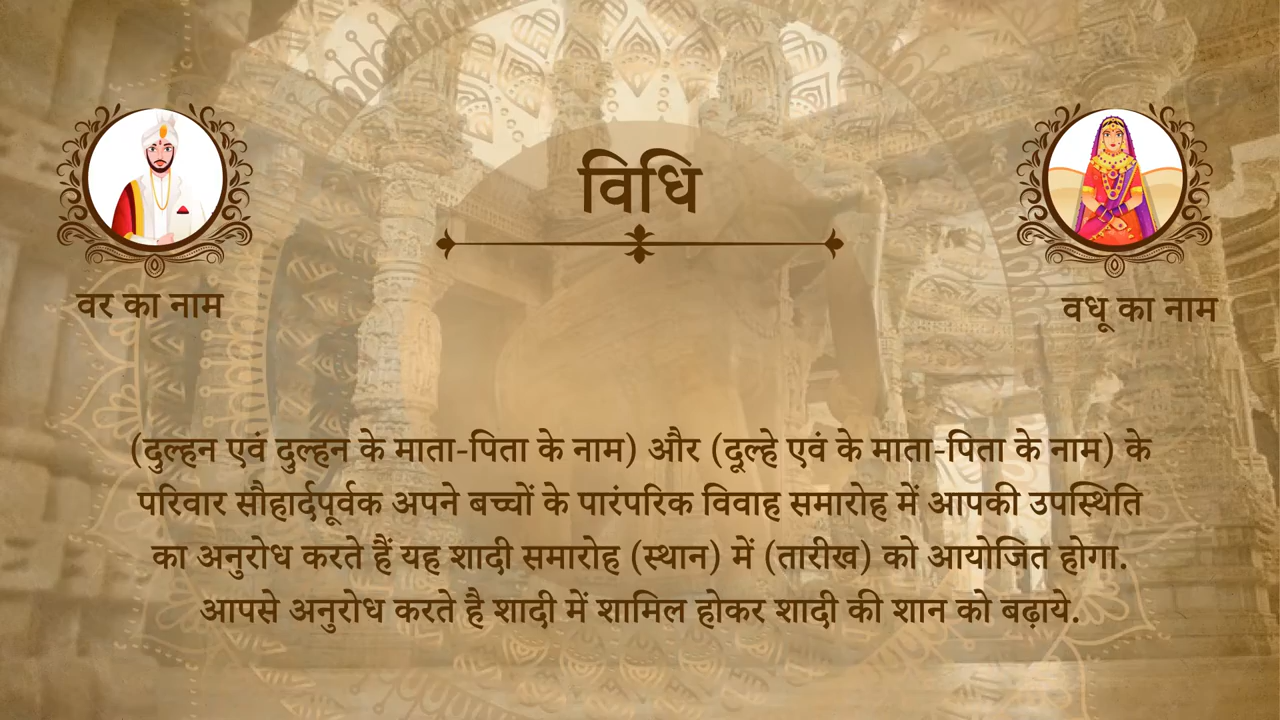 विधि
वर का नाम
वधू का नाम
(दुल्हन एवं दुल्हन के माता-पिता के नाम) और (दूल्हे एवं के माता-पिता के नाम) के
परिवार सौहार्दपूर्वक अपने बच्चों के पारंपरिक विवाह समारोह में आपकी उपस्थिति
का अनुरोध करते हैं यह शादी समारोह (स्थान) में (तारीख) को आयोजित होगा.
आपसे अनुरोध करते है शादी में शामिल होकर शादी की शान को बढ़ाये.